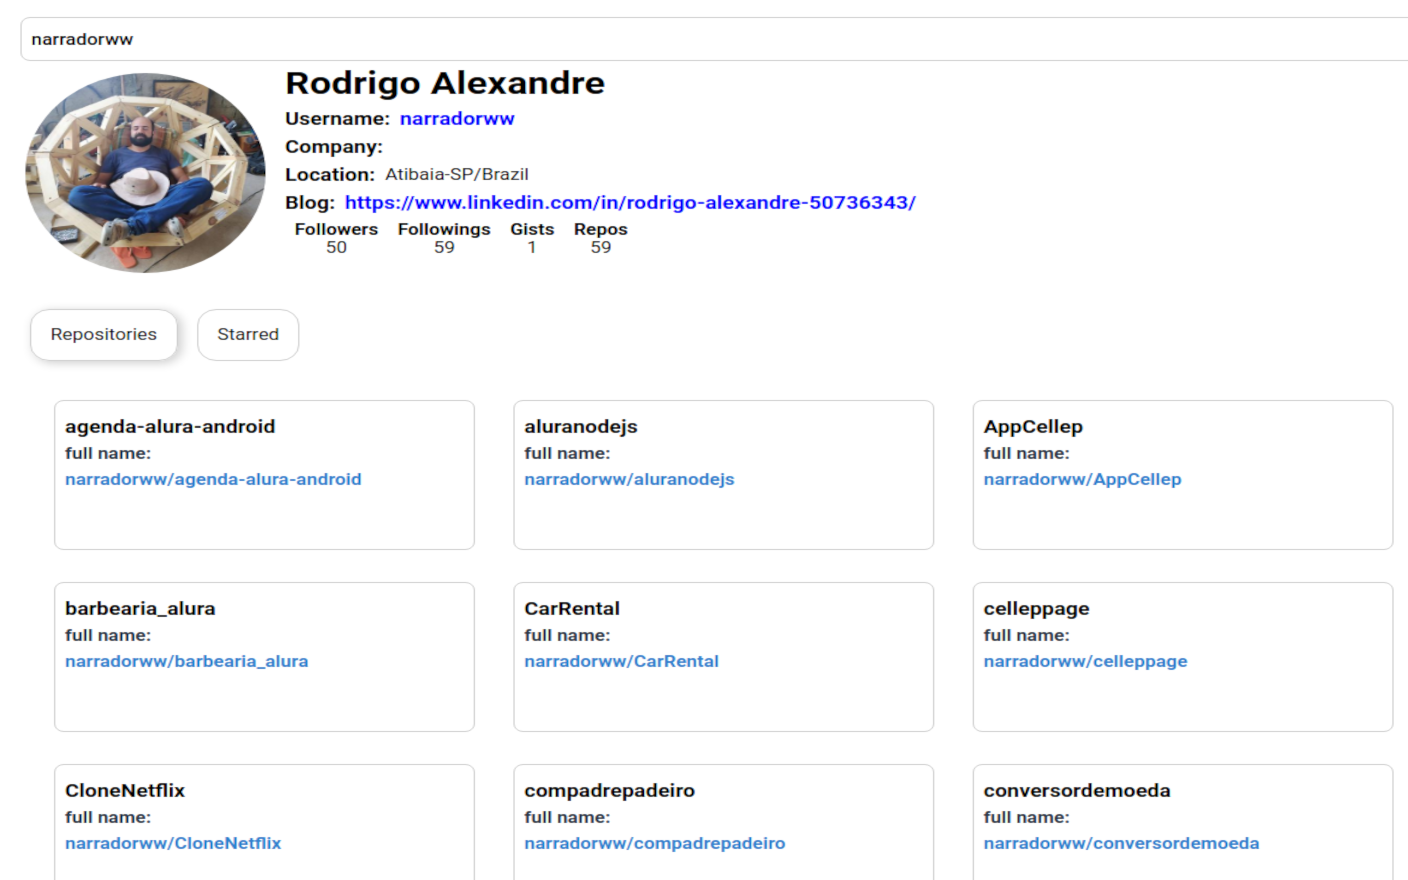 narradorww
Rodrigo Alexandre
Username: narradorww
Company:
Location: Atibaia-SP/Brazil
Blog: https://www.linkedin.com/in/rodrigo-alexandre-50736343/
Followers Followings Gists Repos
50 59 1 59
Repositories Starred
agenda-alura-android
full name:
narradorww/agenda-alura-android
aluranodejs
full name:
narradorww/aluranodejs
AppCellep
full name:
narradorww/AppCellep
barbearia_alura
full name:
narradorww/barbearia_alura
CarRental
full name:
narradorww/CarRental
celleppage
full name:
narradorww/celleppage
CloneNetflix
full name:
narradorww/CloneNetflix
compadrepadeiro
full name:
narradorww/compadrepadeiro
conversordemoeda
full name:
narradorww/conversordemoeda